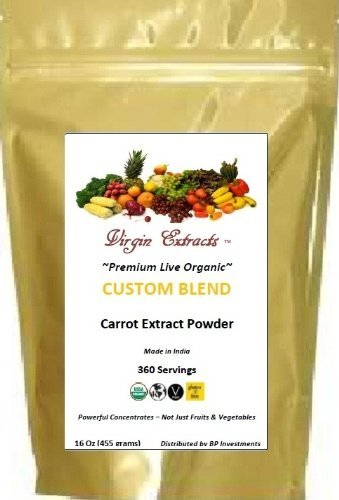 Virgin Extracts ™
~Premium Live Organic~
CUSTOM BLEND
Carrot Extract Powder
Made in India
360 Servings
USDA
ORGANIC
V
gluten
free
Powerful Concentrates – Not Just Fruits & Vegetables
16 Oz (455 grams) Distributed by BP Investments